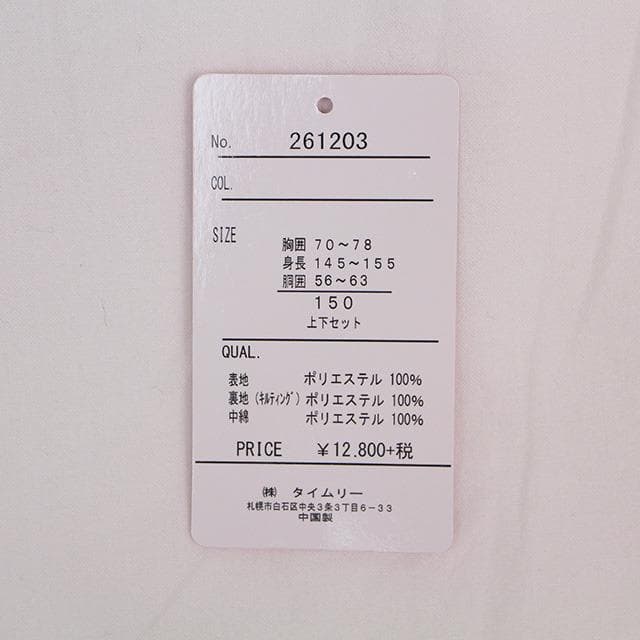 No. 261203
COL.
SIZE
胸囲 70～78
身長 145～155
胴囲 56～63
150
上下セット
QUAL.
表地 ポリエステル 100%
裏地 (ｷﾙﾃｨﾝｸﾞ) ポリエステル 100%
中綿 ポリエステル 100%
PRICE ￥12.800+税
㈱ タイムリー
札幌市白石区中央3条3丁目6－33
中国製